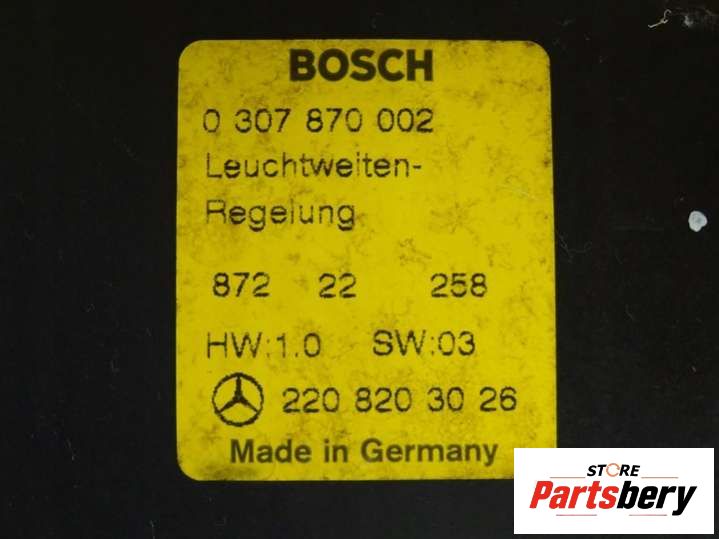 BOSCH
0 307 870 002
Leuchtweiten-
Regelung
872 22 258
HW:1.0 SW:03
220 820 30 26
Made in Germany
STORE
Partsbery